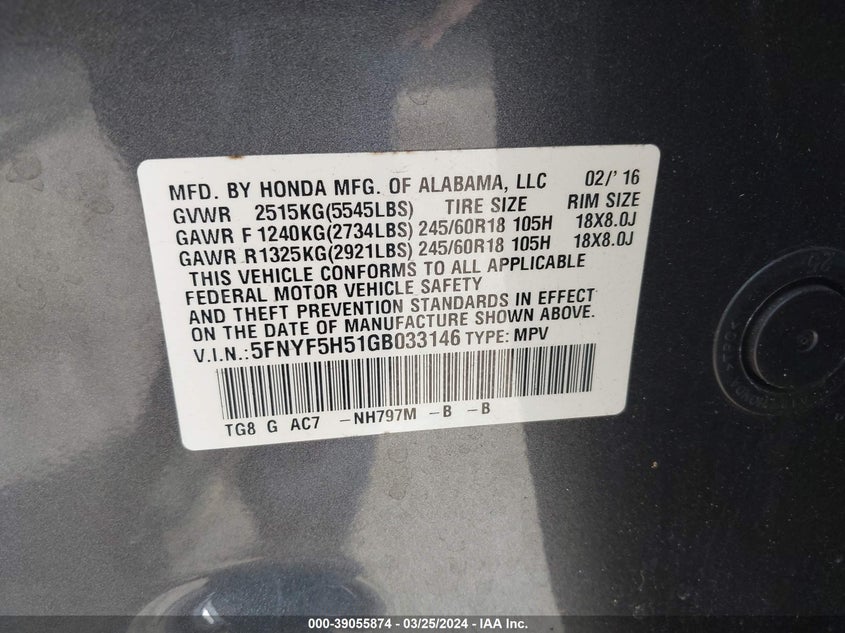 MFD. BY HONDA MFG. OF ALABAMA, LLC 02/' 16
GVWR 2515KG(5545LBS) TIRE SIZE RIM SIZE
GAWR F 1240KG(2734LBS) 245/60R18 105H 18X8.0J
GAWR R1325KG(2921LBS) 245/60R18 105H 18X8.0J
THIS VEHICLE CONFORMS TO ALL APPLICABLE
FEDERAL MOTOR VEHICLE SAFETY
AND THEFT PREVENTION STANDARDS IN EFFECT
ON THE DATE OF MANUFACTURE SHOWN ABOVE.
V.I.N.:5FNYF5H51GB033146 TYPE: MPV
TG8 G AC7 -NH797M -B -B
000-39055874 / 03/25/2024 - IAA Inc.